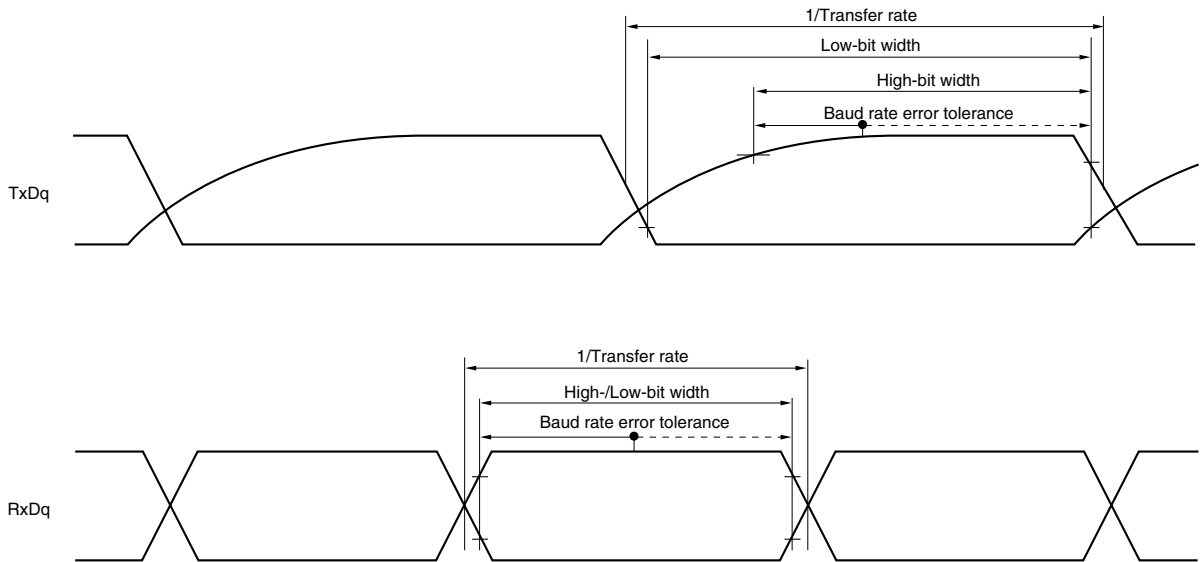 1/Transfer rate
Low-bit width
High-bit width
Baud rate error tolerance
TxDq
1/Transfer rate
High-/Low-bit width
Baud rate error tolerance
RxDq